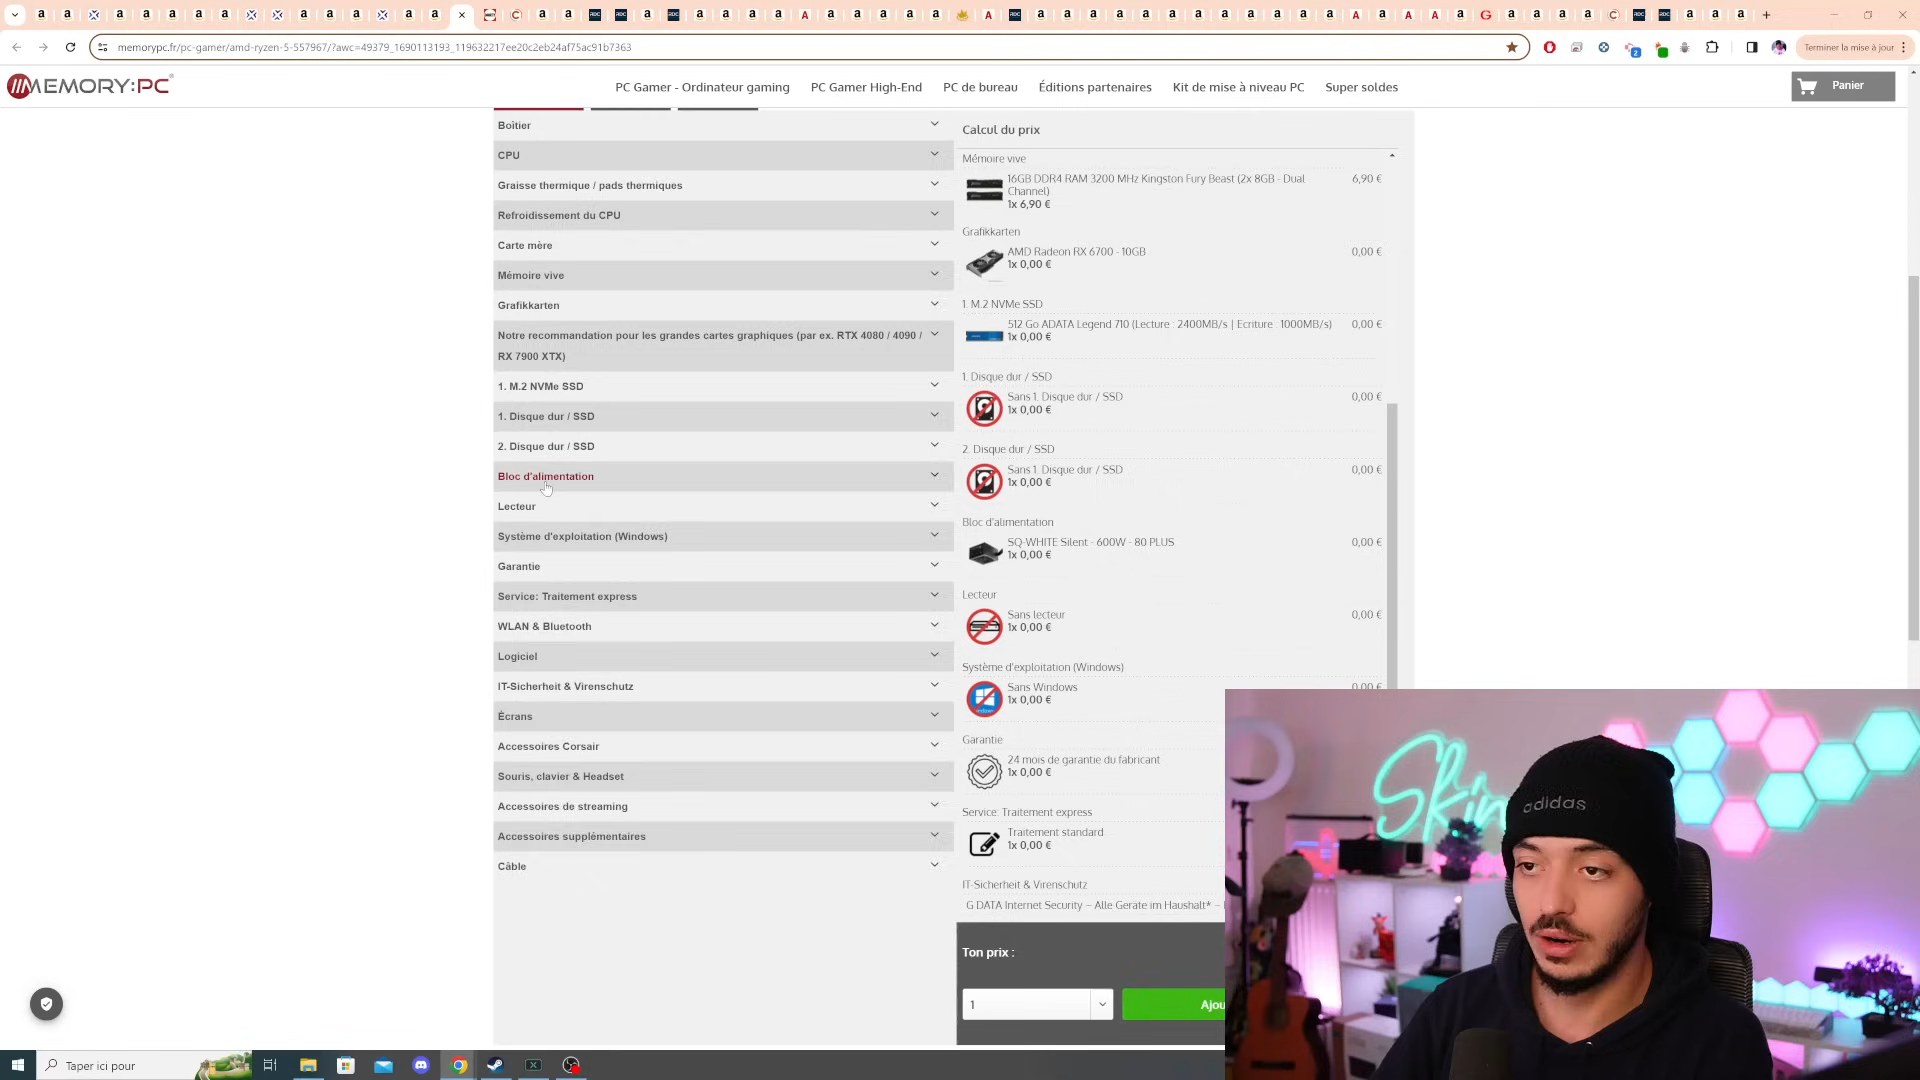 memorypc.fr/pc-gamer/amd-ryzen-5-557967/?awc=49379_1690113193_119632217ee20c2eb24af75ac91b7363
Terminer la mise à jour
MEMORY:PC
PC Gamer - Ordinateur gaming
PC Gamer High-End
PC de bureau
Éditions partenaires
Kit de mise à niveau PC
Super soldes
Panier
Boîtier
CPU
Graisse thermique / pads thermiques
Refroidissement du CPU
Carte mère
Mémoire vive
Grafikkarten
Notre recommandation pour les grandes cartes graphiques (par ex. RTX 4080 / 4090 /
RX 7900 XTX)
1. M.2 NVMe SSD
1. Disque dur / SSD
2. Disque dur / SSD
Bloc d'alimentation
Lecteur
Système d'exploitation (Windows)
Garantie
Service: Traitement express
WLAN & Bluetooth
Logiciel
IT-Sicherheit & Virenschutz
Écrans
Accessoires Corsair
Souris, clavier & Headset
Accessoires de streaming
Accessoires supplémentaires
Câble
Calcul du prix
Mémoire vive
16GB DDR4 RAM 3200 MHz Kingston Fury Beast (2x 8GB - Dual
Channel)
1x 6,90 €
6,90 €
Grafikkarten
AMD Radeon RX 6700 - 10GB
1x 0,00 €
0,00 €
1. M.2 NVMe SSD
512 Go ADATA Legend 710 (Lecture : 2400MB/s | Ecriture : 1000MB/s)
1x 0,00 €
0,00 €
1. Disque dur / SSD
Sans 1. Disque dur / SSD
1x 0,00 €
0,00 €
2. Disque dur / SSD
Sans 1. Disque dur / SSD
1x 0,00 €
0,00 €
Bloc d'alimentation
SQ-WHITE Silent - 600W - 80 PLUS
1x 0,00 €
0,00 €
Lecteur
Sans lecteur
1x 0,00 €
0,00 €
Système d'exploitation (Windows)
Sans Windows
1x 0,00 €
0,00 €
Garantie
24 mois de garantie du fabricant
1x 0,00 €
Service: Traitement express
Traitement standard
1x 0,00 €
IT-Sicherheit & Virenschutz
G DATA Internet Security – Alle Geräte im Haushalt* –
Ton prix :
1
Ajou
Skin
adidas
Taper ici pour